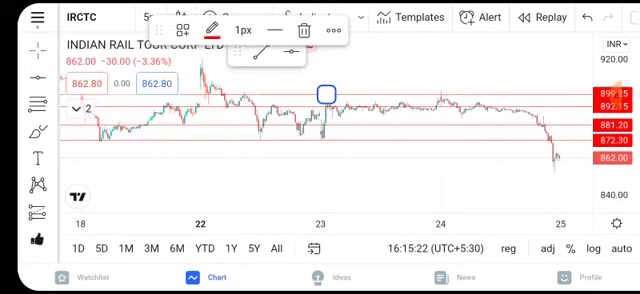 IRCTC 5m
1px
Templates Alert Replay
INDIAN RAIL TOUR CORP LTD
INR
862.00 -30.00 (-3.36%)
920.00
862.80 0.00 862.80
899.25
892.15
2
881.20
872.30
862.00
840.00
18 22 23 24 25
1D 5D 1M 3M 6M YTD 1Y 5Y All 16:15:22 (UTC+5:30) reg adj % log auto
Watchlist Chart Ideas News Profile